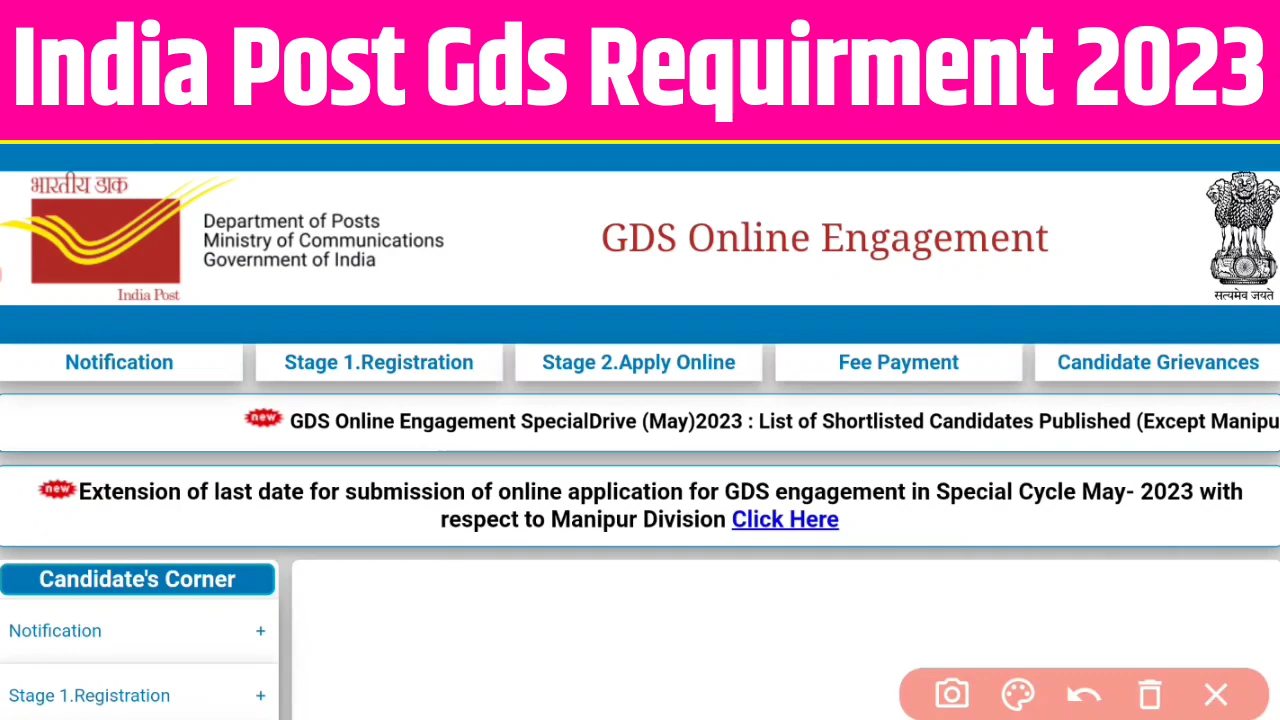 India Post Gds Requirment 2023
भारतीय डाक
India Post
Department of Posts
Ministry of Communications
Government of India
GDS Online Engagement
सत्यमेव जयते
Notification
Stage 1.Registration
Stage 2.Apply Online
Fee Payment
Candidate Grievances
new GDS Online Engagement SpecialDrive (May)2023 : List of Shortlisted Candidates Published (Except Manipu
new Extension of last date for submission of online application for GDS engagement in Special Cycle May- 2023 with
respect to Manipur Division Click Here
Candidate's Corner
Notification +
Stage 1.Registration +